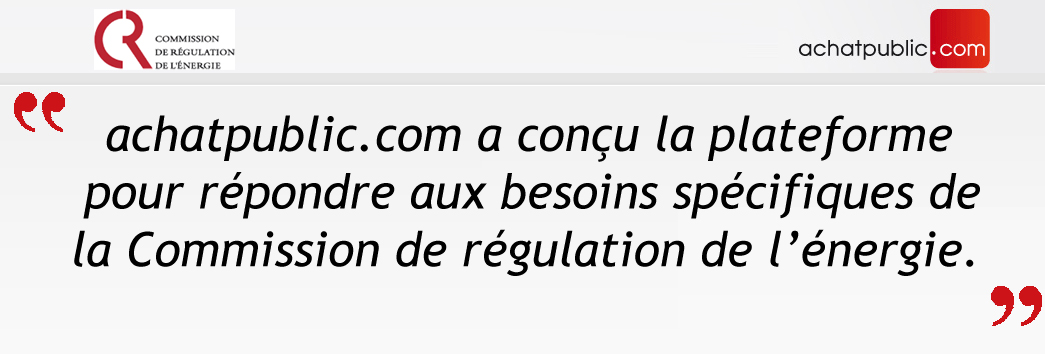 CR
COMMISSION
DE RÉGULATION
DE L'ÉNERGIE
achatpublic.com
“ achatpublic.com a conçu la plateforme
pour répondre aux besoins spécifiques de
la Commission de régulation de l’énergie.
”